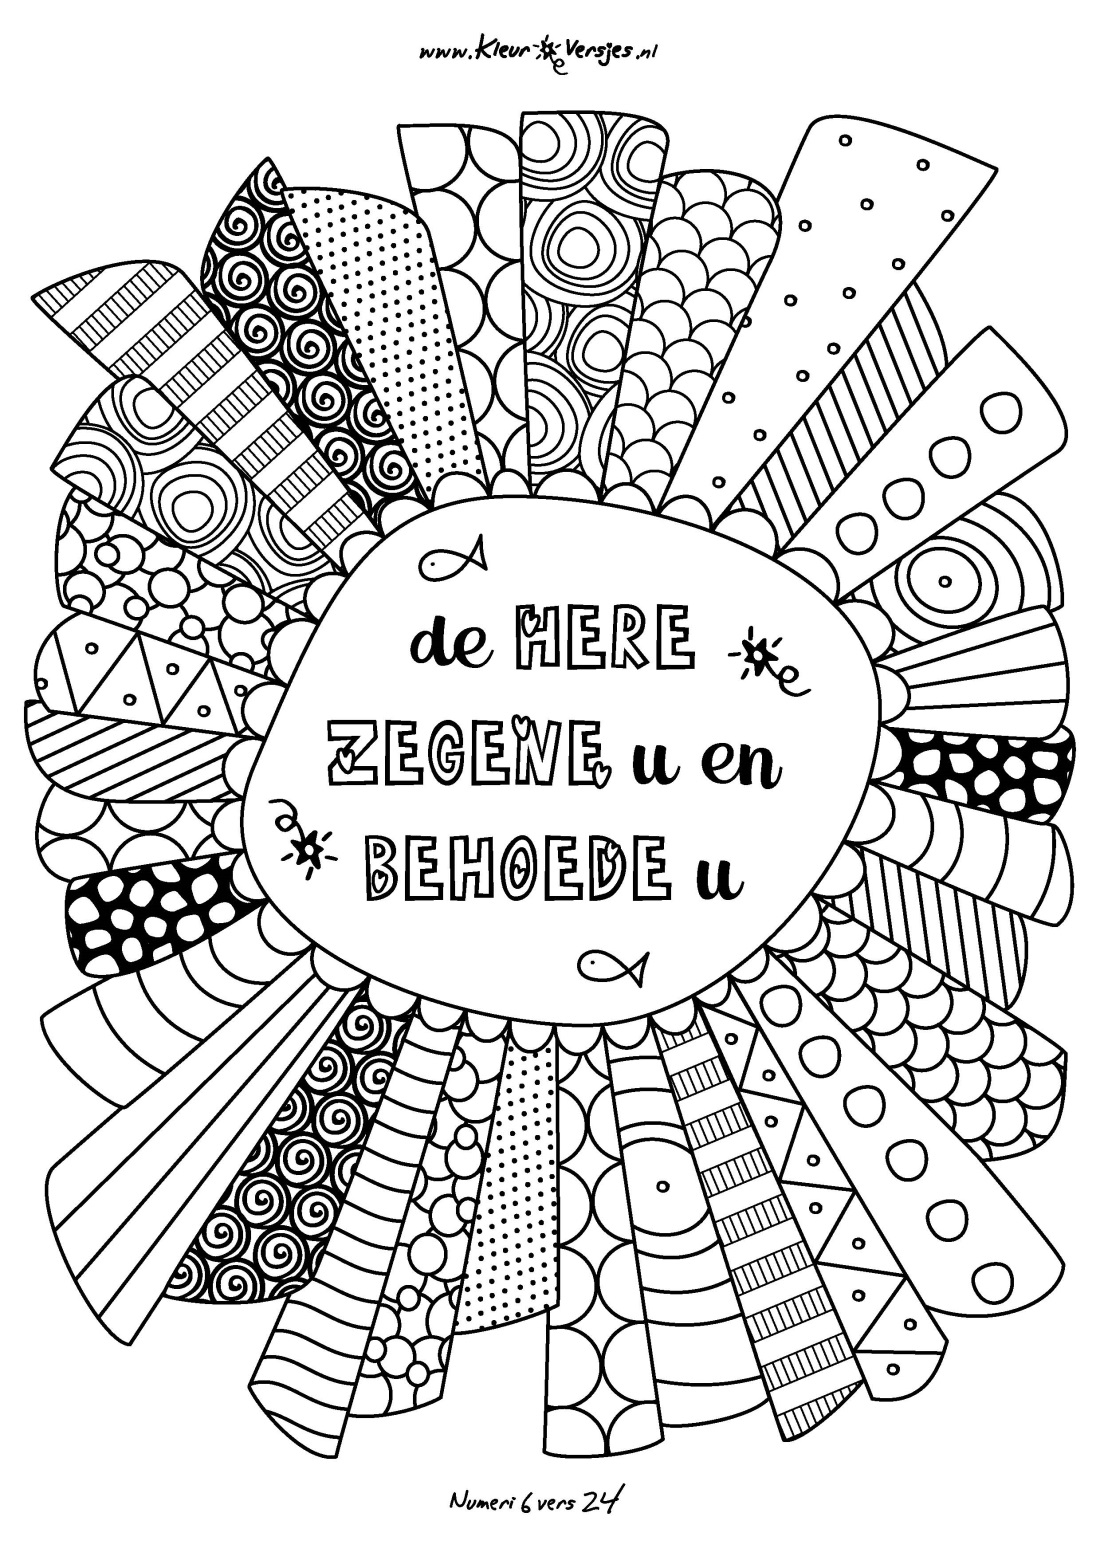 www.KleurVersjes.nl
de HERE
ZEGENE u en
BEHOEDE u
Numeri 6 vers 24